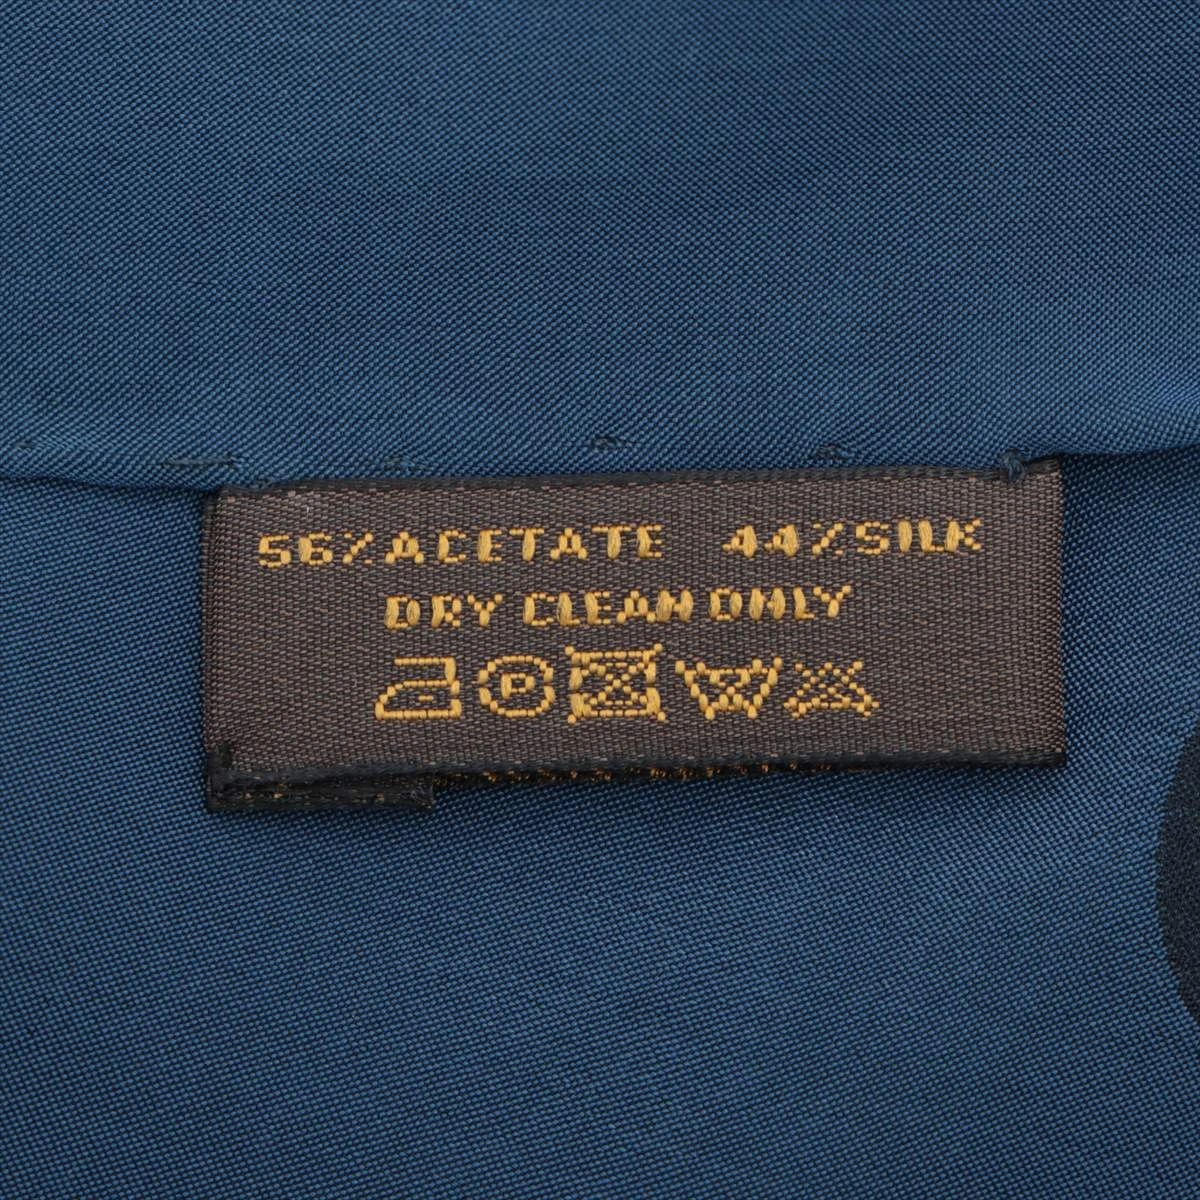 56% ACETATE 44% SILK
DRY CLEAN ONLY
P